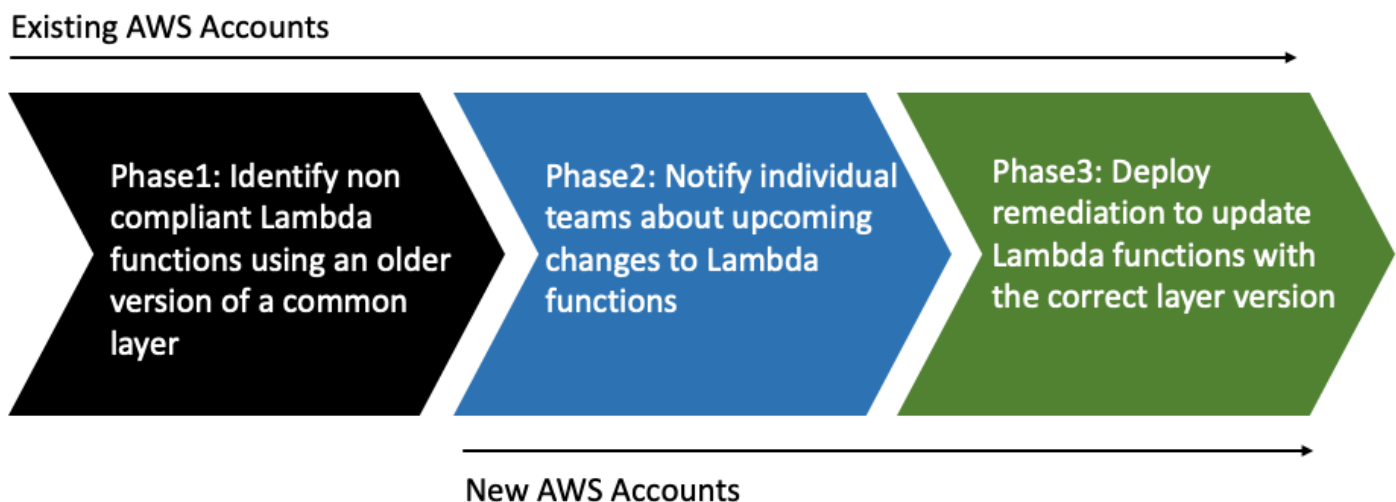 Existing AWS Accounts
Phase1: Identify non
compliant Lambda
functions using an older
version of a common
layer
Phase2: Notify individual
teams about upcoming
changes to Lambda
functions
Phase3: Deploy
remediation to update
Lambda functions with
the correct layer version
New AWS Accounts